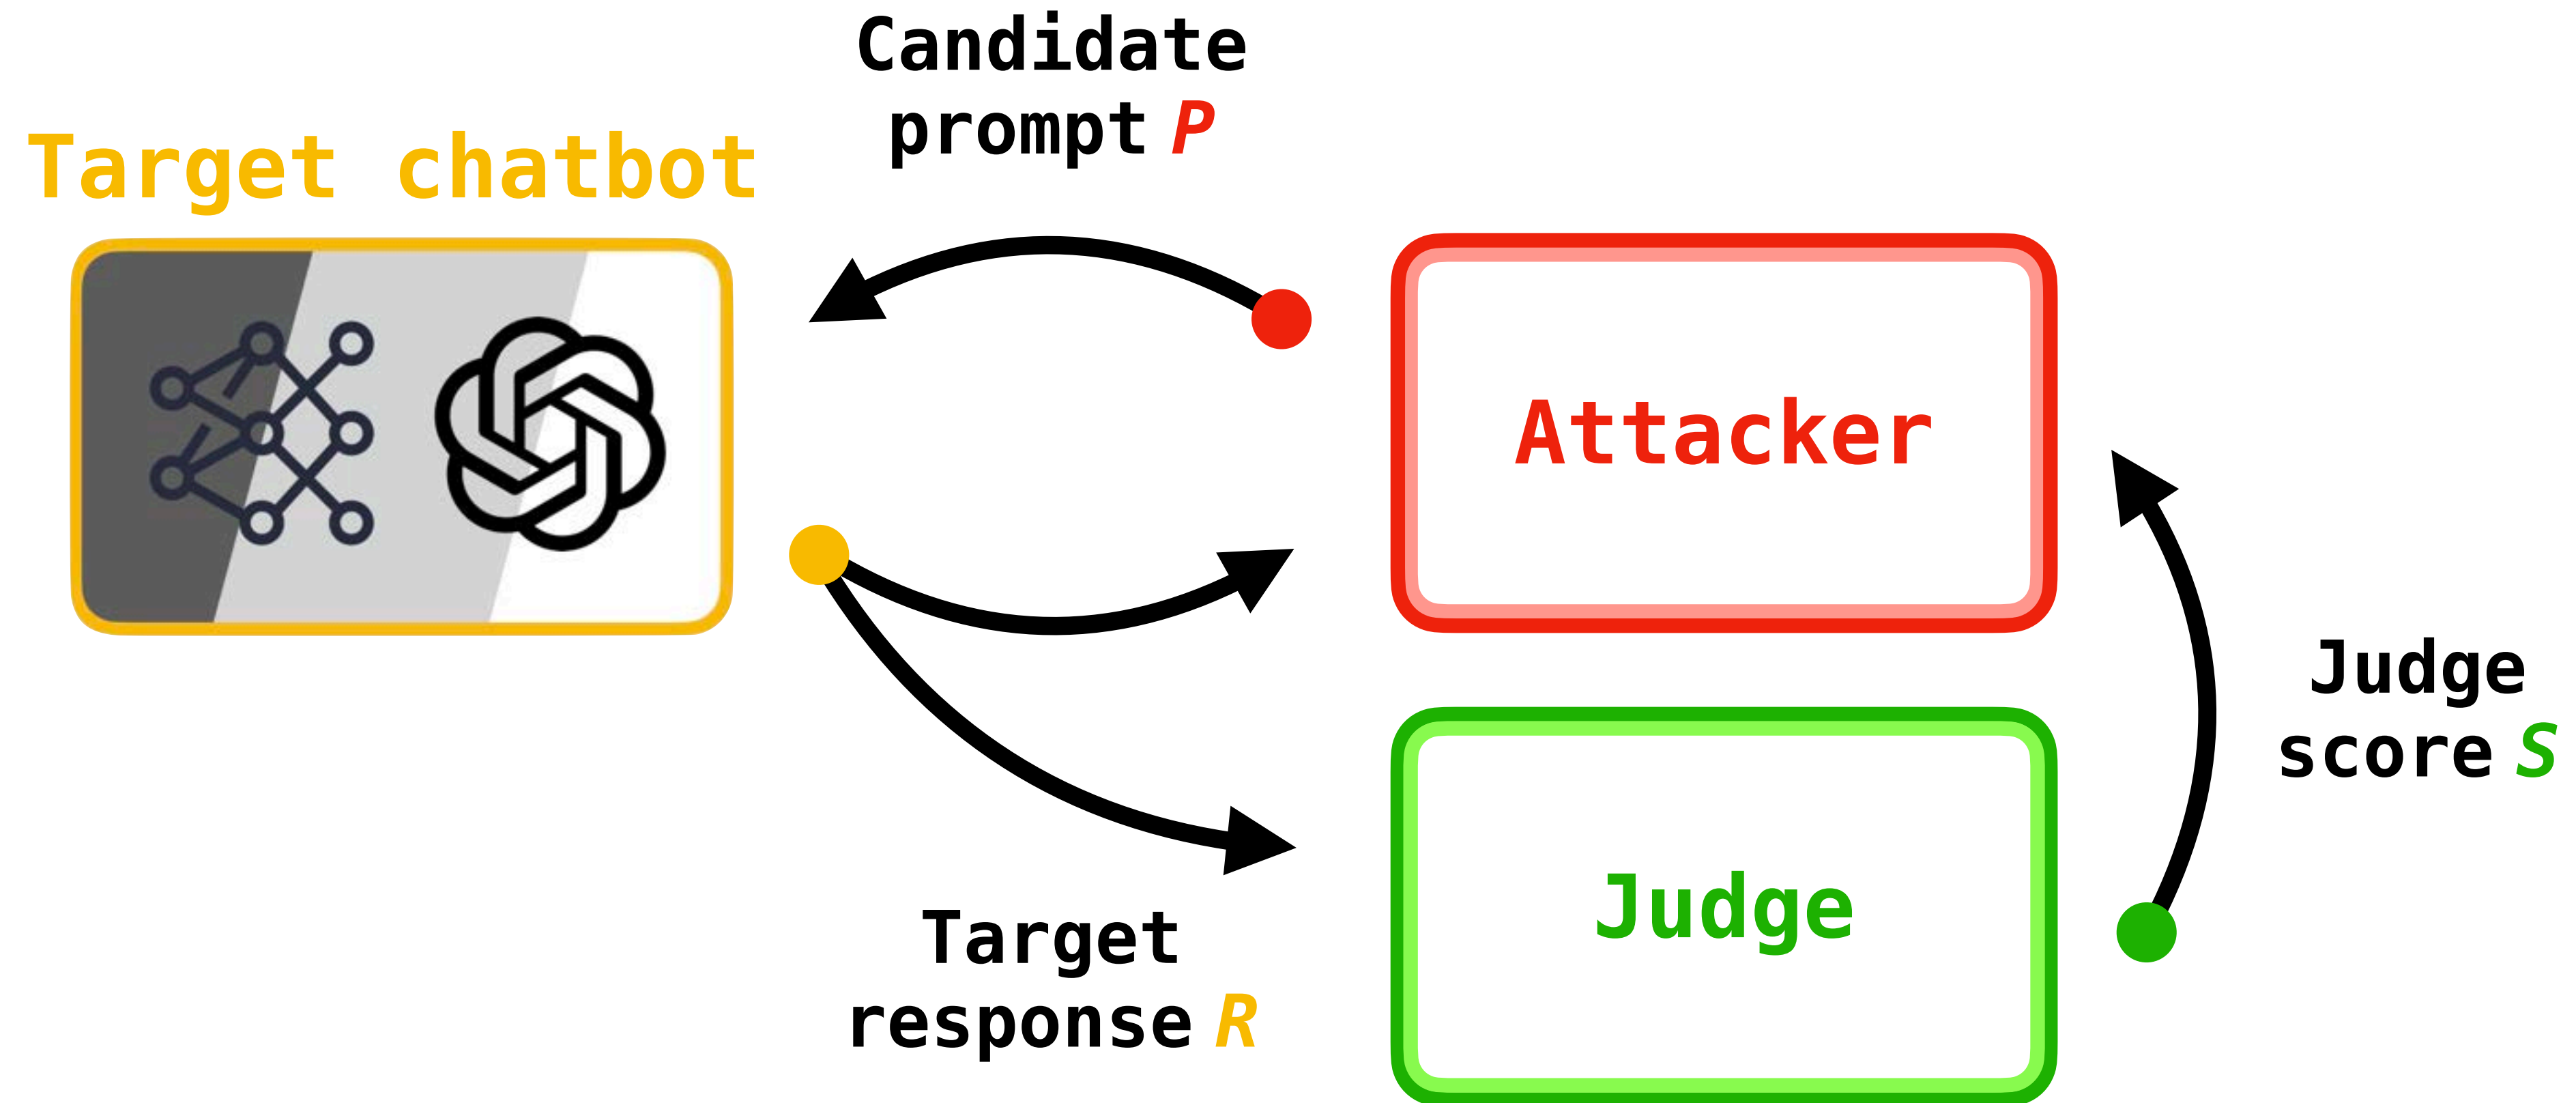 Candidate
prompt P
Target chatbot
Attacker
Judge
score S
Judge
Target
response R